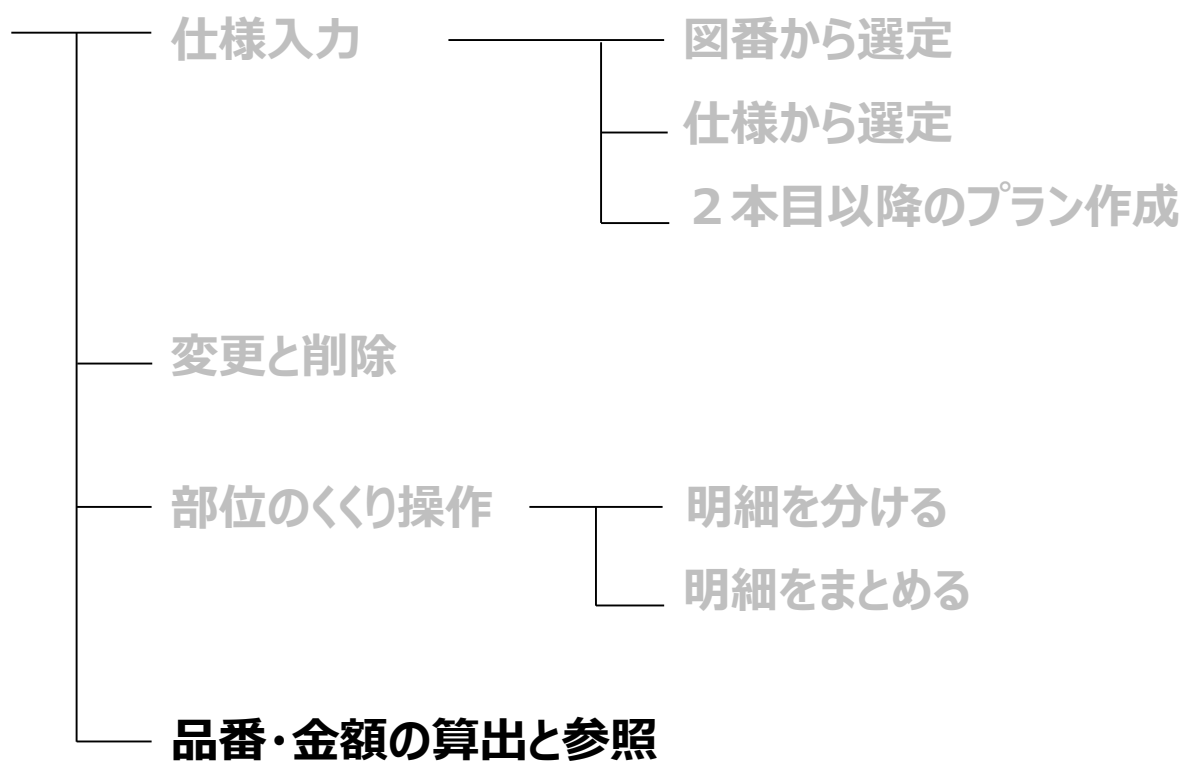 仕様入力
図番から選定
仕様から選定
２本目以降のプラン作成
変更と削除
部位のくくり操作
明細を分ける
明細をまとめる
品番・金額の算出と参照